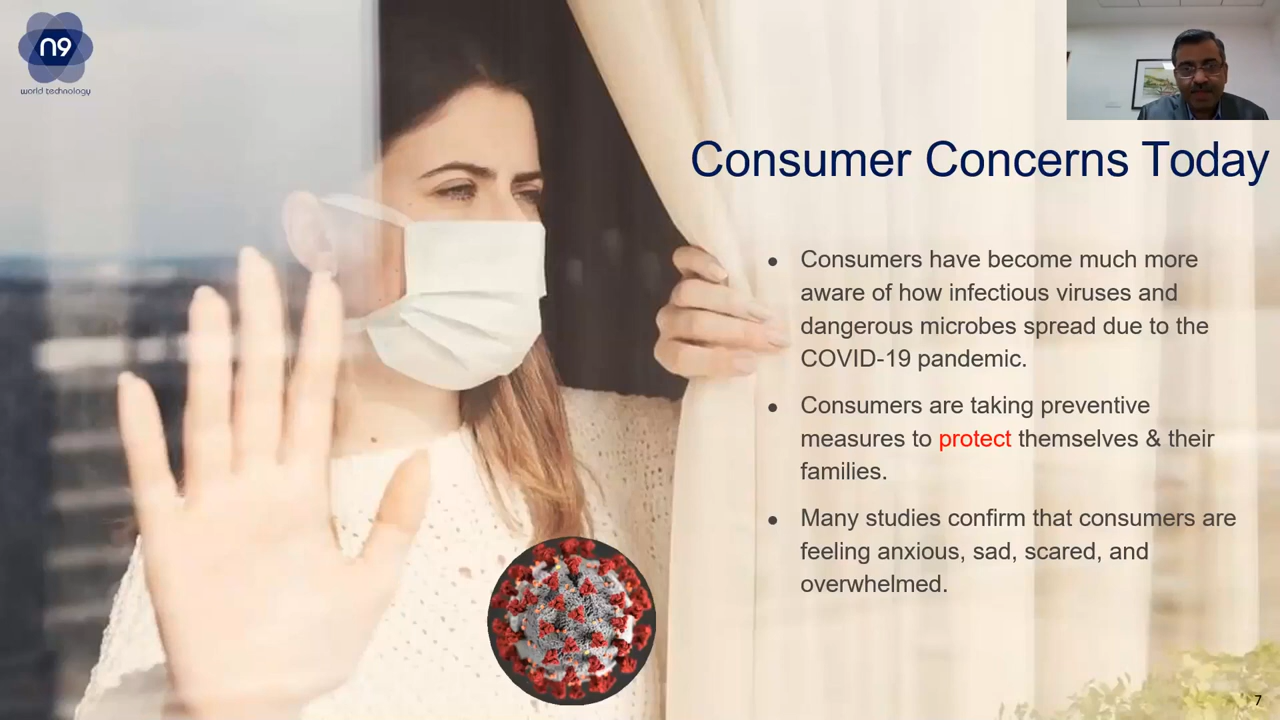 n9
world technology
Consumer Concerns Today
● Consumers have become much more
aware of how infectious viruses and
dangerous microbes spread due to the
COVID-19 pandemic.
● Consumers are taking preventive
measures to protect themselves & their
families.
● Many studies confirm that consumers are
feeling anxious, sad, scared, and
overwhelmed.
7